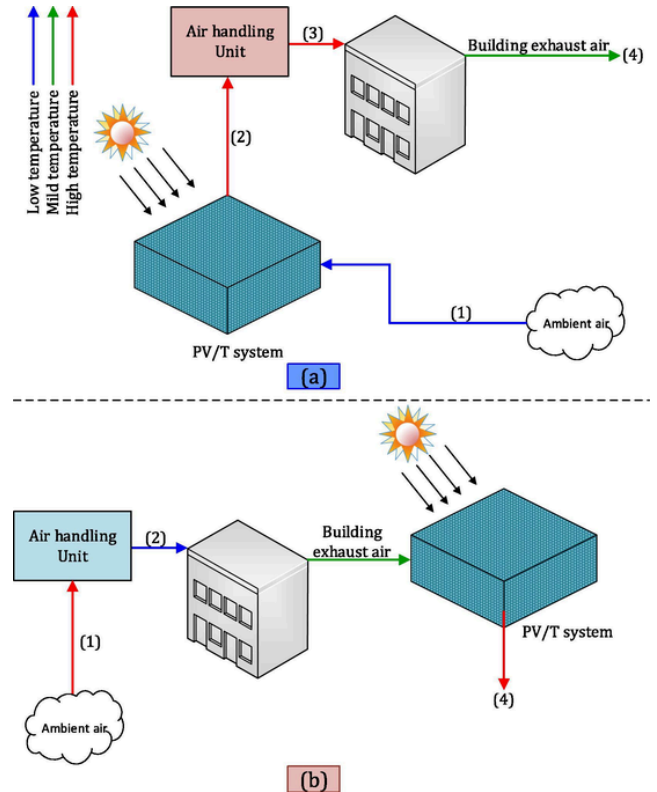 Low temperature
Mild temperature
High temperature
Air handling
Unit
(3)
Building exhaust air
(4)
(2)
(1)
Ambient air
PV/T system
(a)
Air handling
Unit
(2)
Building
exhaust air
PV/T system
(1)
(4)
Ambient air
(b)